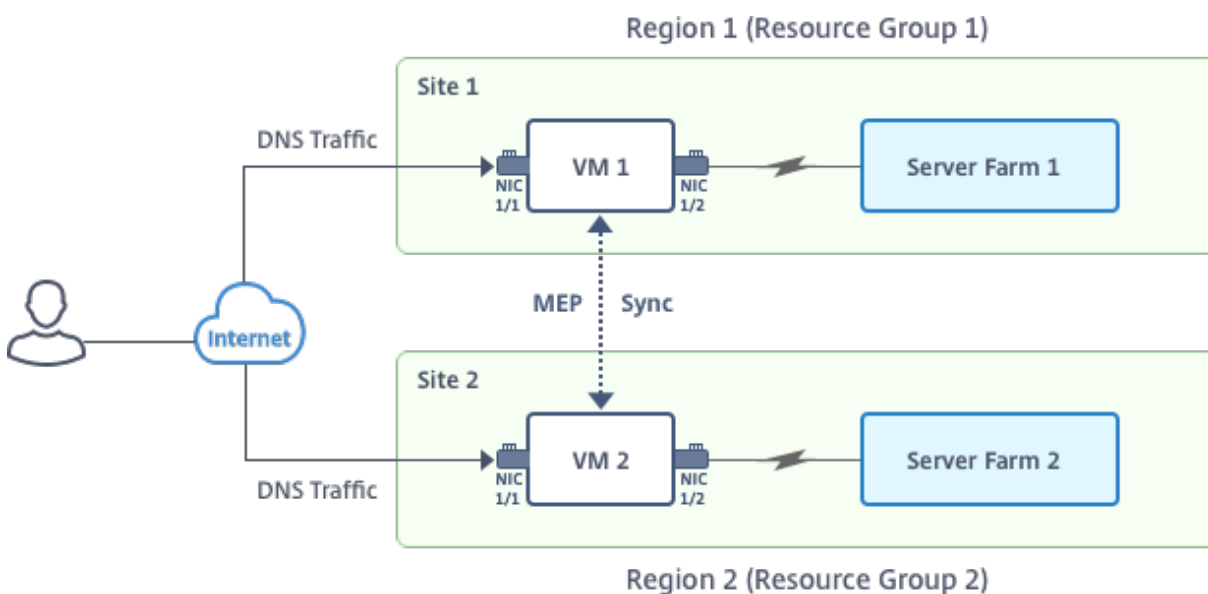 Region 1 (Resource Group 1)
Site 1
DNS Traffic
VM 1
NIC
1/1
NIC
1/2
Server Farm 1
MEP
Sync
Internet
Site 2
VM 2
NIC
1/1
NIC
1/2
Server Farm 2
DNS Traffic
Region 2 (Resource Group 2)